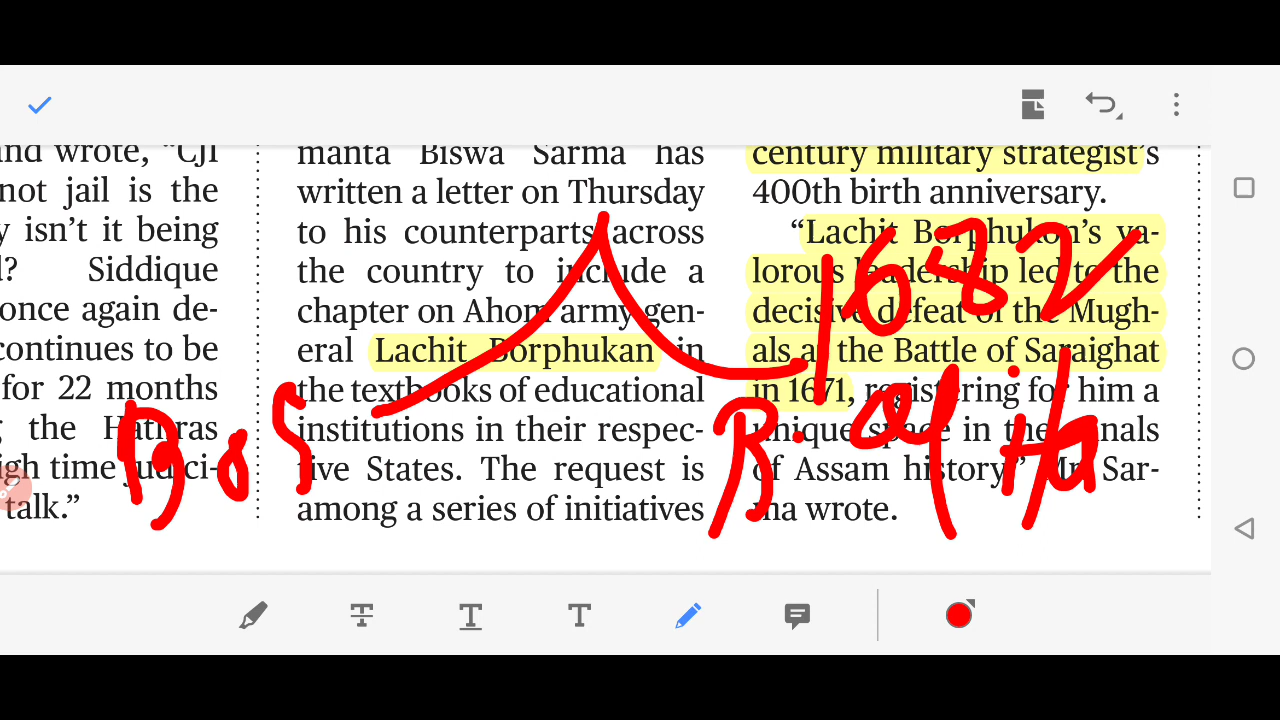 and wrote, “CJI
not jail is the
y isn’t it being
d? Siddique
once again de-
continues to be
for 22 months
g the Hathras
igh time judici-
talk.”
manta Biswa Sarma has
written a letter on Thursday
to his counterparts across
the country to include a
chapter on Ahom army gen-
eral Lachit Borphukan in
the textbooks of educational
institutions in their respec-
tive States. The request is
among a series of initiatives
century military strategist’s
400th birth anniversary.
“Lachit Borphukon’s va-
lorous leadership led to the
decisive defeat of the Mugh-
als at the Battle of Saraighat
in 1671, registering for him a
unique space in the annals
of Assam history,” Mr. Sar-
ma wrote.
1682
BoS